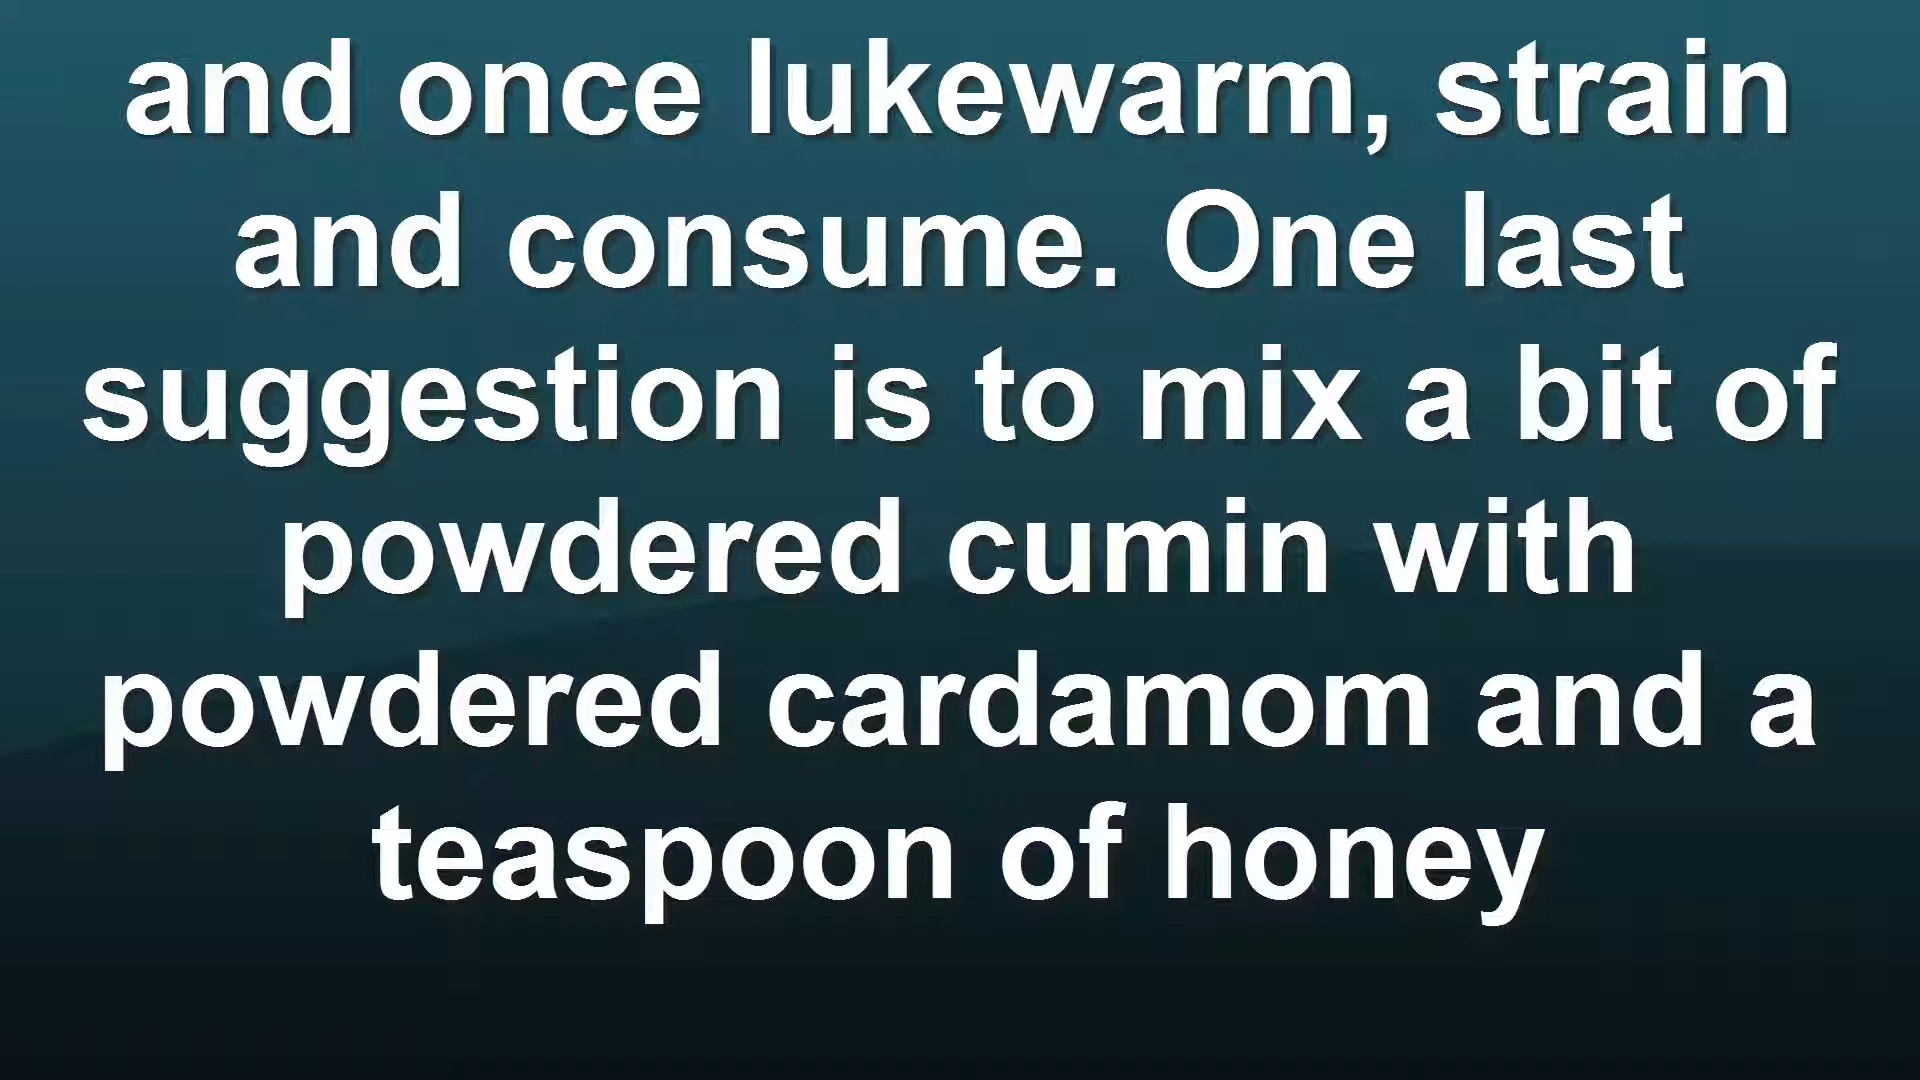 and once lukewarm, strain
and consume. One last
suggestion is to mix a bit of
powdered cumin with
powdered cardamom and a
teaspoon of honey